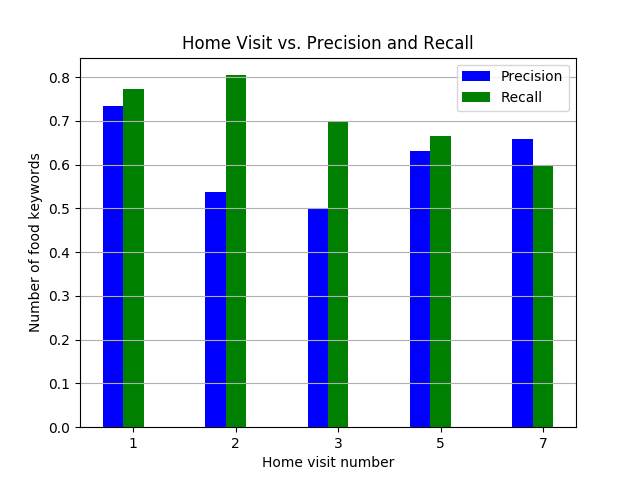 Home Visit vs. Precision and Recall
Precision
Recall
Number of food keywords
0.8
0.7
0.6
0.5
0.4
0.3
0.2
0.1
0.0
1 2 3 5 7
Home visit number